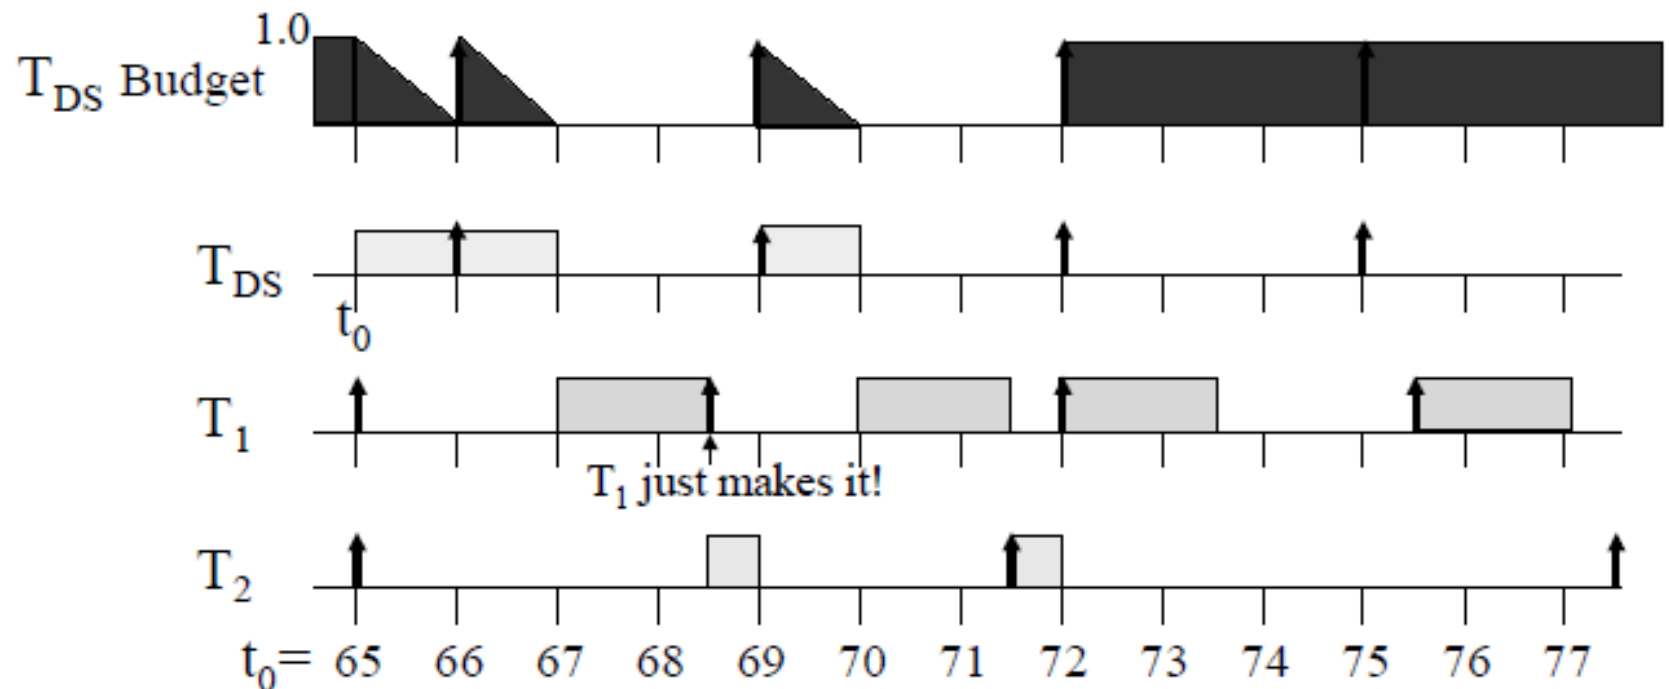 1.0
T_DS Budget
T_DS
t_0
T_1
T_1 just makes it!
T_2
t_0= 65 66 67 68 69 70 71 72 73 74 75 76 77